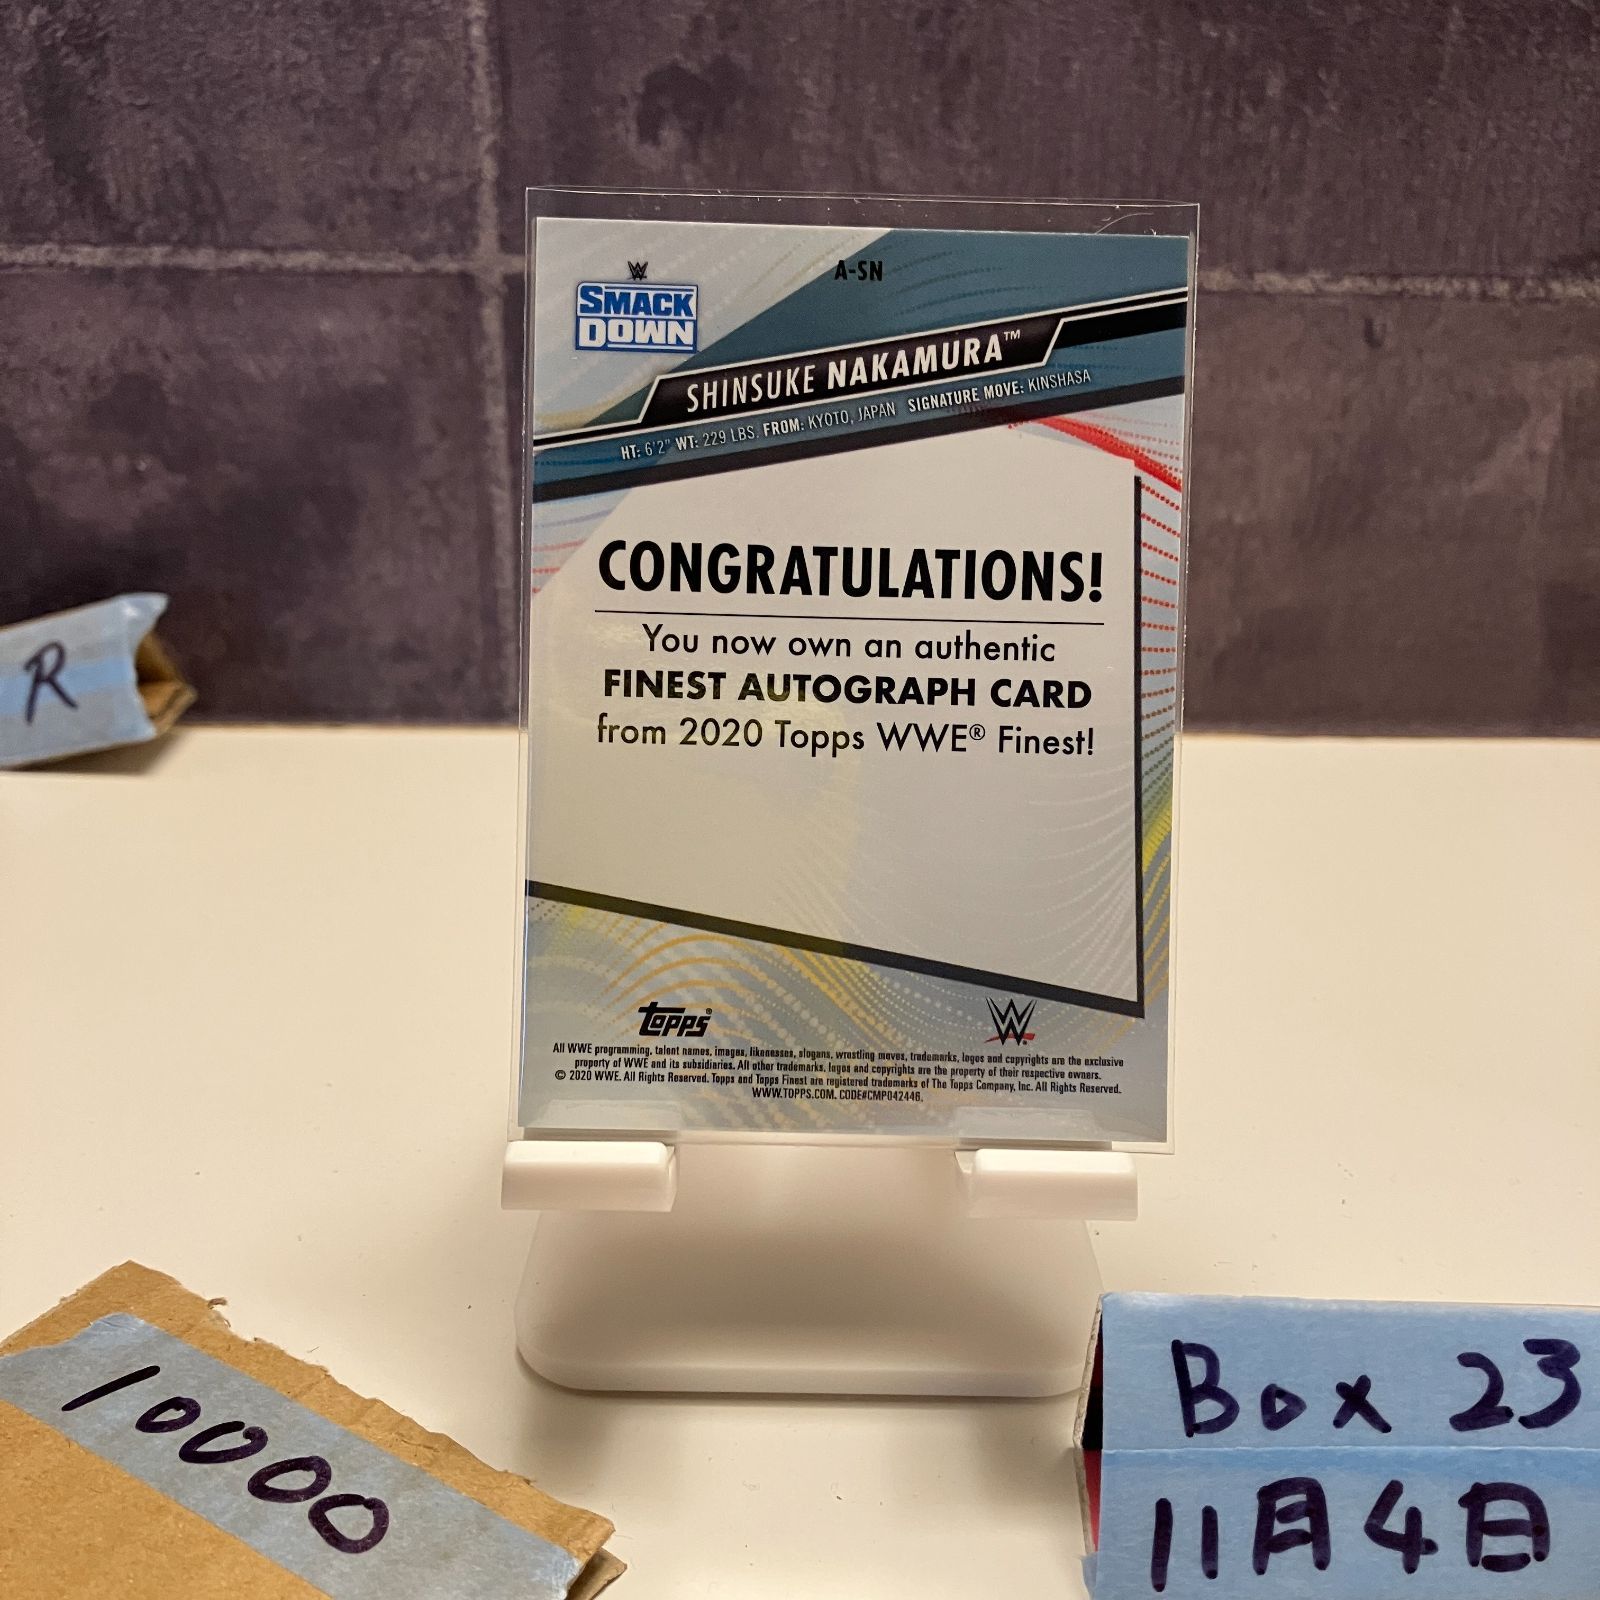 W
SMACK
DOWN
A-SN
SHINSUKE NAKAMURA™
HT: 6'2" WT: 229 LBS. FROM: KYOTO, JAPAN SIGNATURE MOVE: KINSHASA
CONGRATULATIONS!
You now own an authentic
FINEST AUTOGRAPH CARD
from 2020 Topps WWE® Finest!
topps®
W
All WWE programming, talent names, images, likenesses, slogans, wrestling moves, trademarks, logos and copyrights are the exclusive
property of WWE and its subsidiaries. All other trademarks, logos and copyrights are the property of their respective owners.
© 2020 WWE. All Rights Reserved. Topps and Topps Finest are registered trademarks of The Topps Company, Inc. All Rights Reserved.
WWW.TOPPS.COM. CODE#CMP042446.
R
10000
Box 23
11月4日